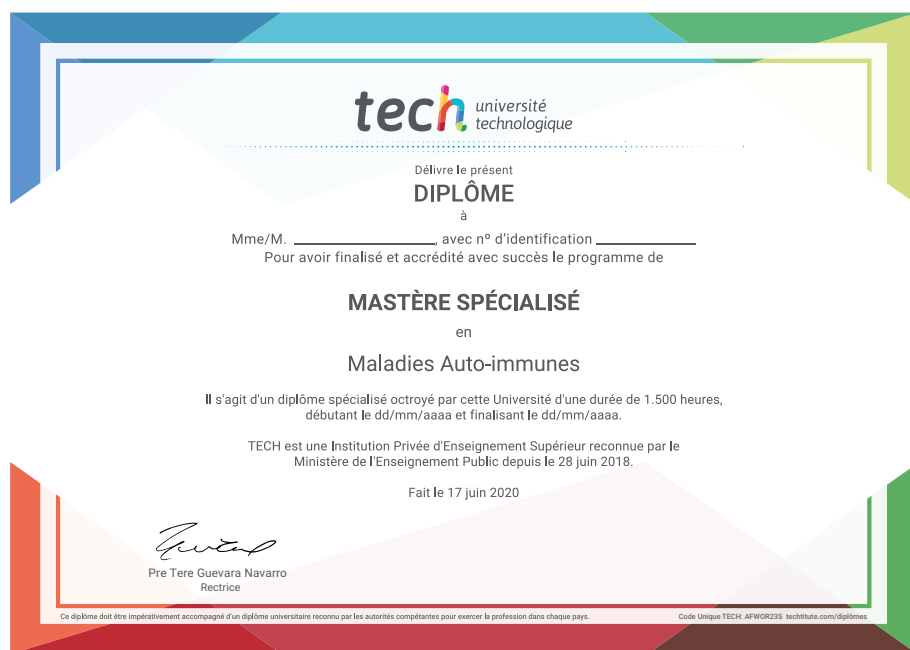 tech université
technologique
Délivre le présent
DIPLÔME
à
Mme/M. ____________________, avec nº d'identification ______________
Pour avoir finalisé et accrédité avec succès le programme de
MASTÈRE SPÉCIALISÉ
en
Maladies Auto-immunes
Il s'agit d'un diplôme spécialisé octroyé par cette Université d'une durée de 1.500 heures,
débutant le dd/mm/aaaa et finalisant le dd/mm/aaaa.
TECH est une Institution Privée d'Enseignement Supérieur reconnue par le
Ministère de l'Enseignement Public depuis le 28 juin 2018.
Fait le 17 juin 2020
Pre Tere Guevara Navarro
Rectrice
Ce diplôme doit être impérativement accompagné d'un diplôme universitaire reconnu par les autorités compétantes pour exercer la profession dans chaque pays.
Code Unique TECH: AFWOR23S techtitute.com/diplômes